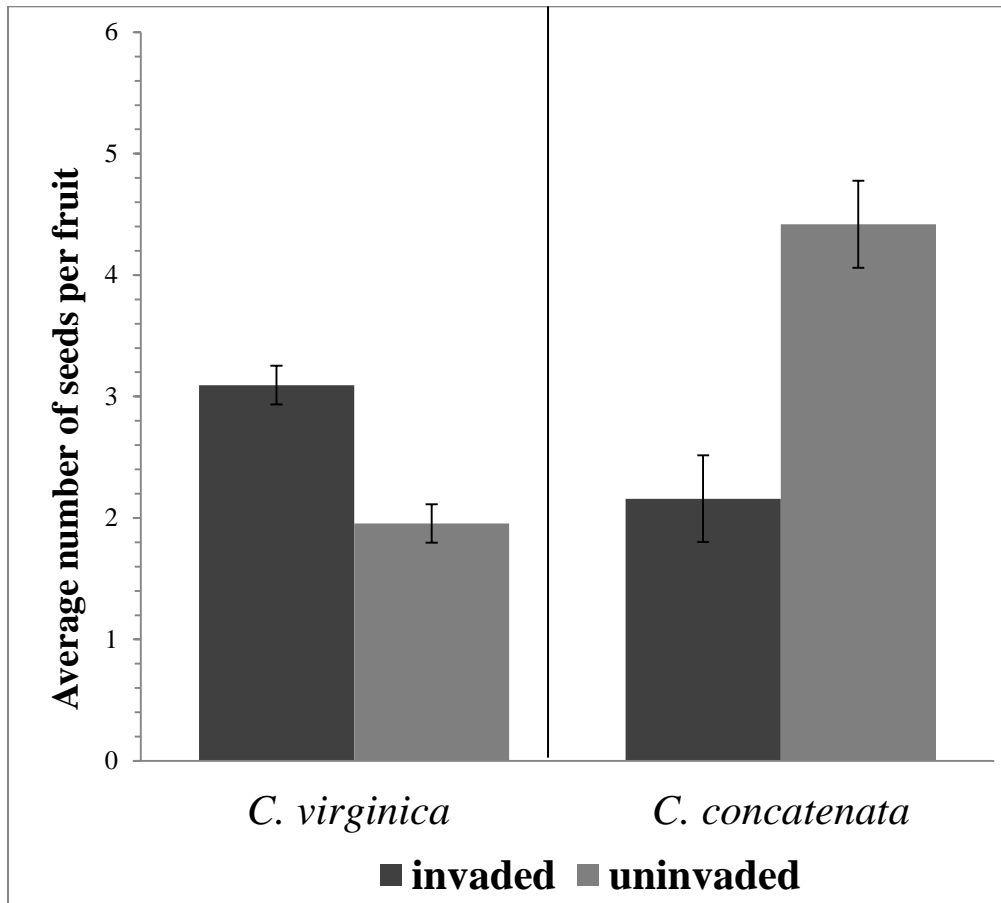 Average number of seeds per fruit
6
5
4
3
2
1
0
C. virginica
C. concatenata
invaded
uninvaded